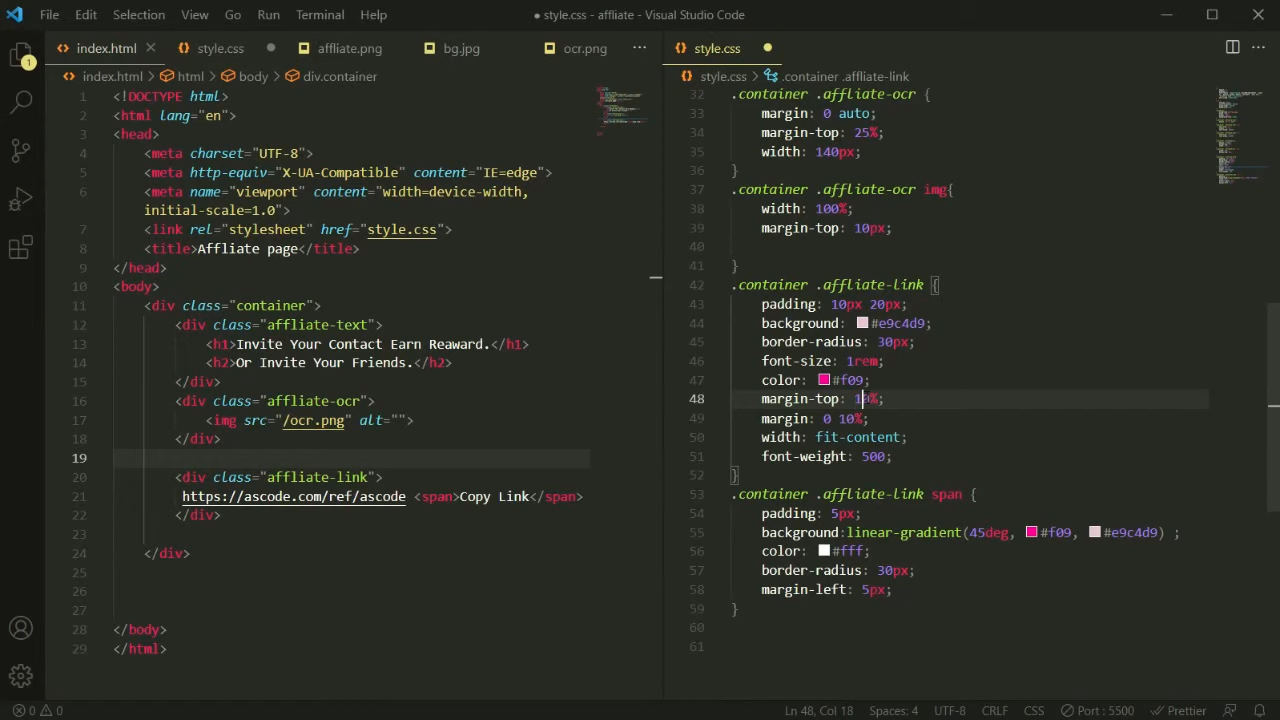 File Edit Selection View Go Run Terminal Help
● style.css - affliate - Visual Studio Code
index.html style.css affliate.png bg.jpg ocr.png ···
style.css
1
index.html > html > body > div.container
1 <!DOCTYPE html>
2 <html lang="en">
3 <head>
4 <meta charset="UTF-8">
5 <meta http-equiv="X-UA-Compatible" content="IE=edge">
6 <meta name="viewport" content="width=device-width,
initial-scale=1.0">
7 <link rel="stylesheet" href="style.css">
8 <title>Affliate page</title>
9 </head>
10 <body>
11 <div class="container">
12 <div class="affliate-text">
13 <h1>Invite Your Contact Earn Reaward.</h1>
14 <h2>Or Invite Your Friends.</h2>
15 </div>
16 <div class="affliate-ocr">
17 <img src="/ocr.png" alt="">
18 </div>
19
20 <div class="affliate-link">
21 https://ascode.com/ref/ascode <span>Copy Link</span>
22 </div>
23
24 </div>
25
26
27
28 </body>
29 </html>
style.css > .container .affliate-link
32 .container .affliate-ocr {
33 margin: 0 auto;
34 margin-top: 25%;
35 width: 140px;
36 }
37 .container .affliate-ocr img{
38 width: 100%;
39 margin-top: 10px;
40
41 }
42 .container .affliate-link {
43 padding: 10px 20px;
44 background: #e9c4d9;
45 border-radius: 30px;
46 font-size: 1rem;
47 color: #f09;
48 margin-top: 10%;
49 margin: 0 10%;
50 width: fit-content;
51 font-weight: 500;
52 }
53 .container .affliate-link span {
54 padding: 5px;
55 background:linear-gradient(45deg, #f09, #e9c4d9) ;
56 color: #fff;
57 border-radius: 30px;
58 margin-left: 5px;
59 }
60
61
0 0 Ln 48, Col 18 Spaces: 4 UTF-8 CRLF CSS Port : 5500 Prettier